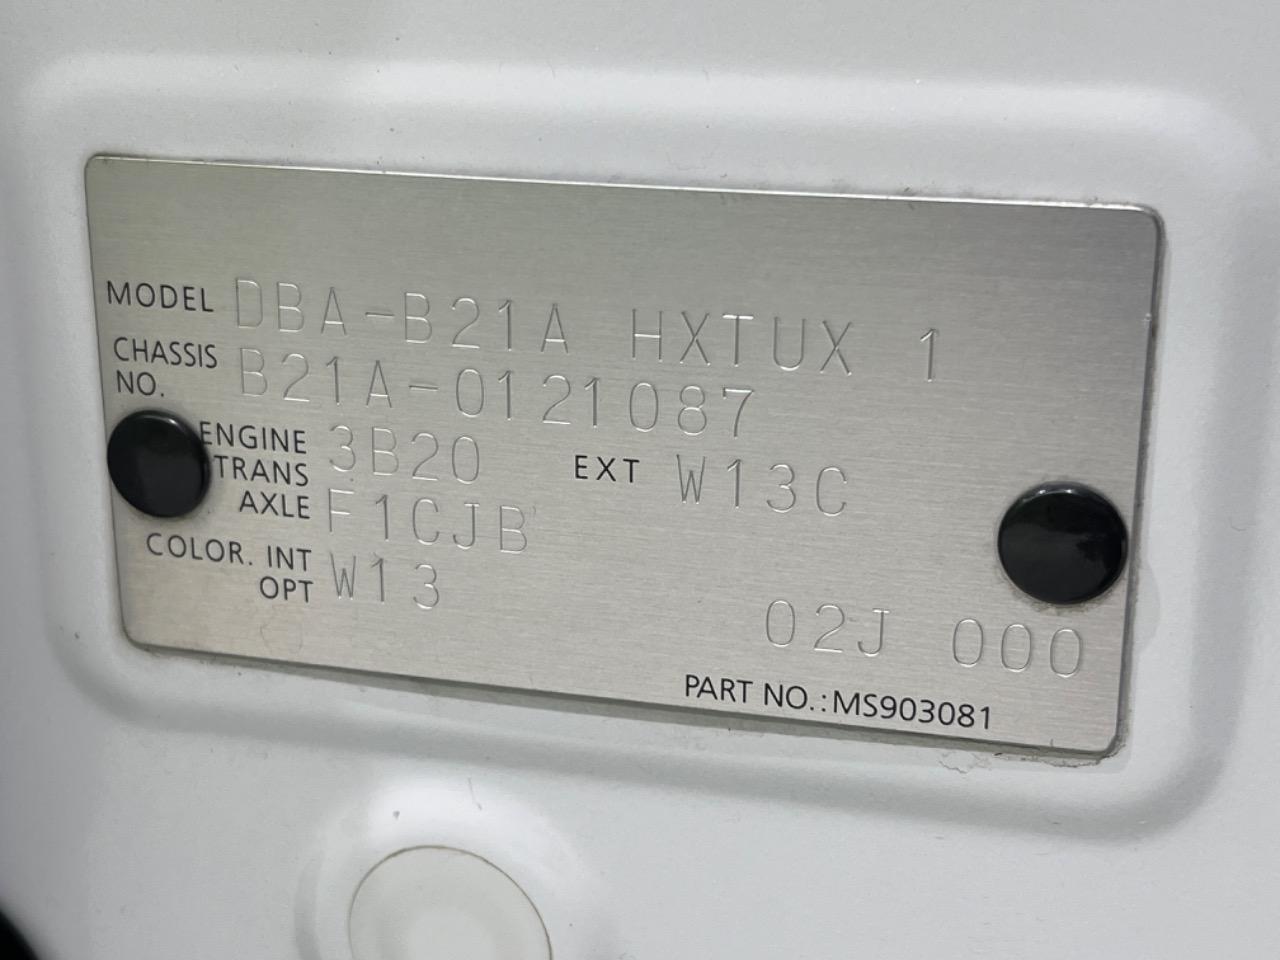 MODEL DBA-B21A HXTUX 1
CHASSIS NO. B21A-0121087
ENGINE 3B20 EXT W13C
TRANS AXLE F1CJB
COLOR. INT W13
OPT
02J 000
PART NO.:MS903081